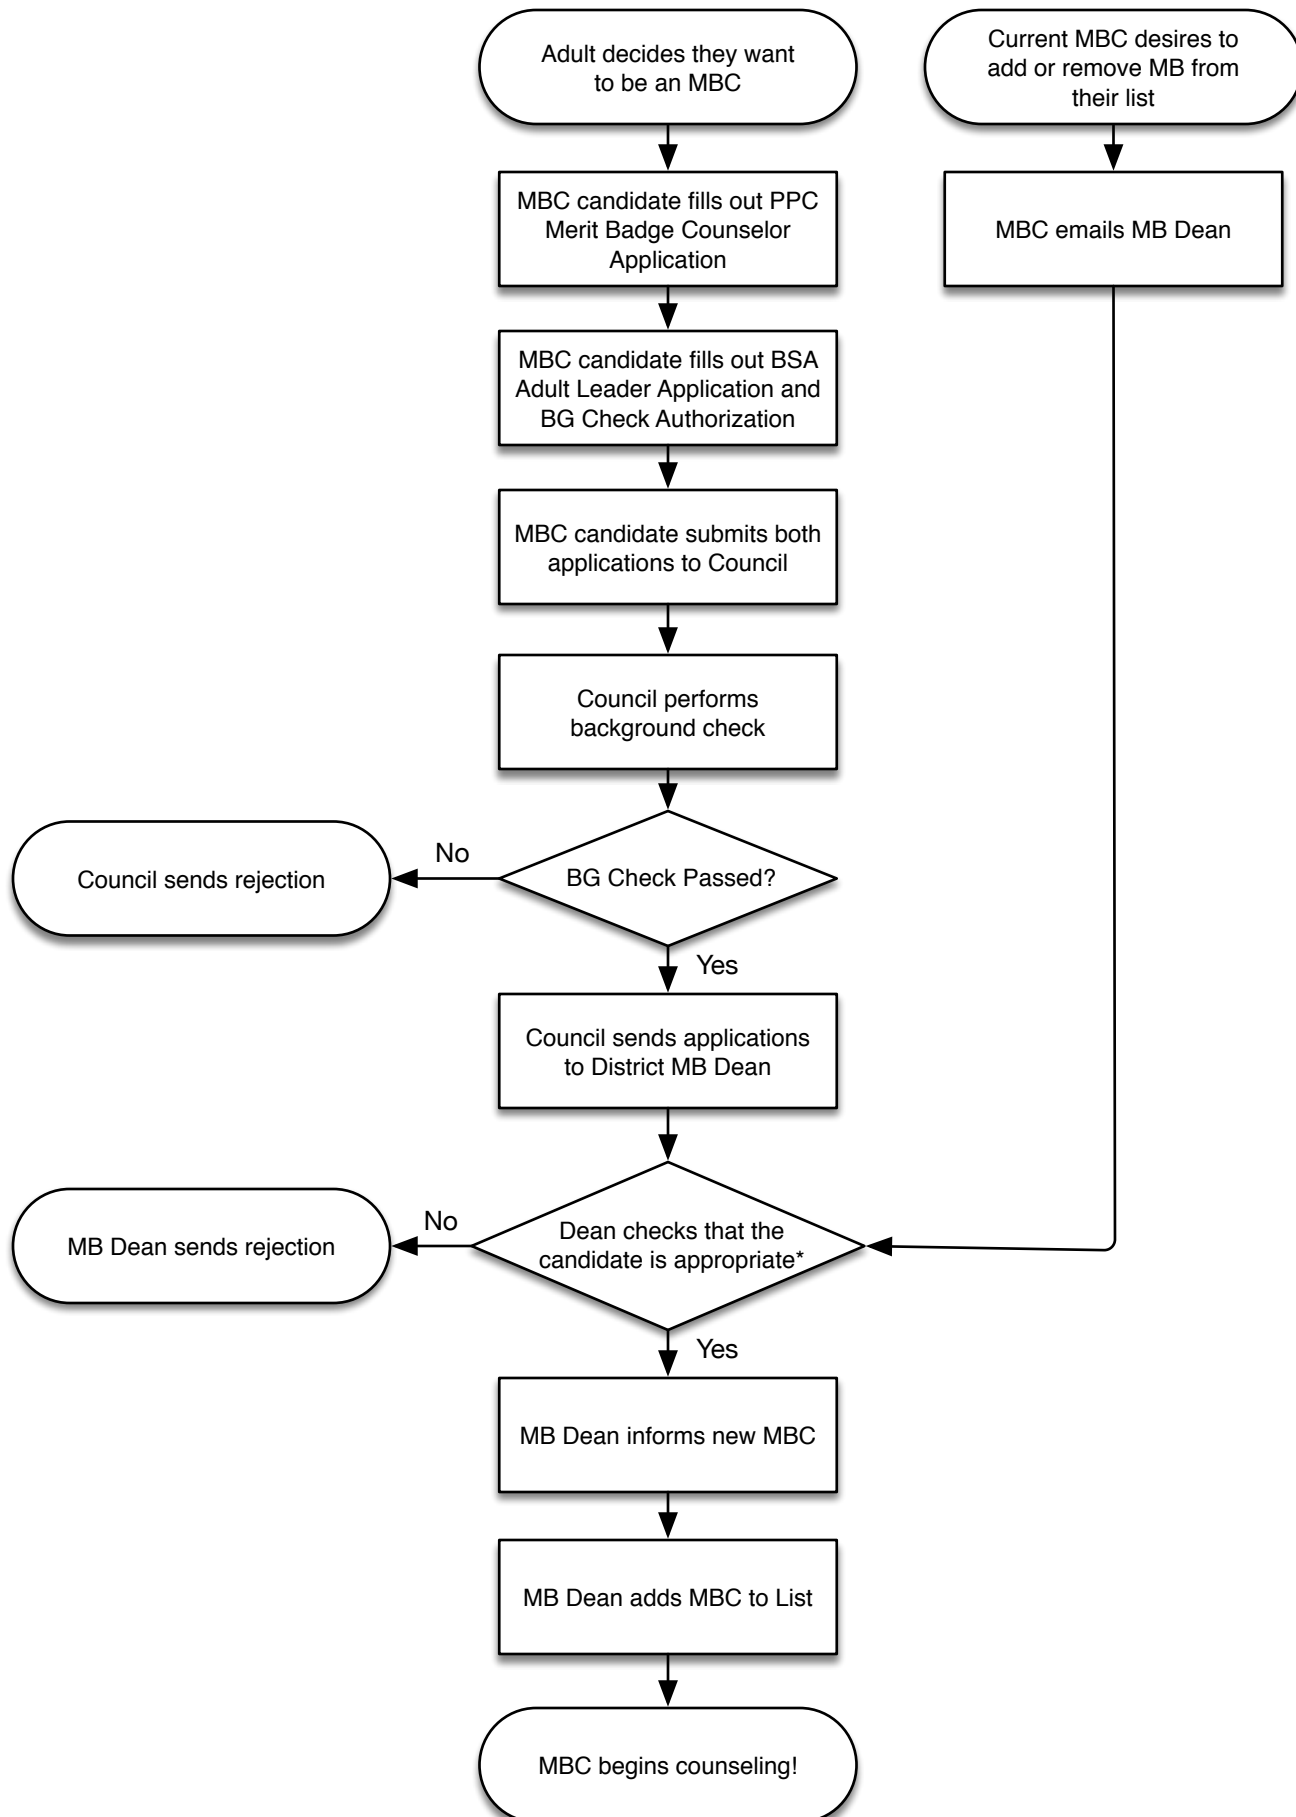 Adult decides they want
to be an MBC
Current MBC desires to
add or remove MB from
their list
MBC candidate fills out PPC
Merit Badge Counselor
Application
MBC emails MB Dean
MBC candidate fills out BSA
Adult Leader Application and
BG Check Authorization
MBC candidate submits both
applications to Council
Council performs
background check
BG Check Passed?
No
Council sends rejection
Yes
Council sends applications
to District MB Dean
Dean checks that the
candidate is appropriate*
No
MB Dean sends rejection
Yes
MB Dean informs new MBC
MB Dean adds MBC to List
MBC begins counseling!